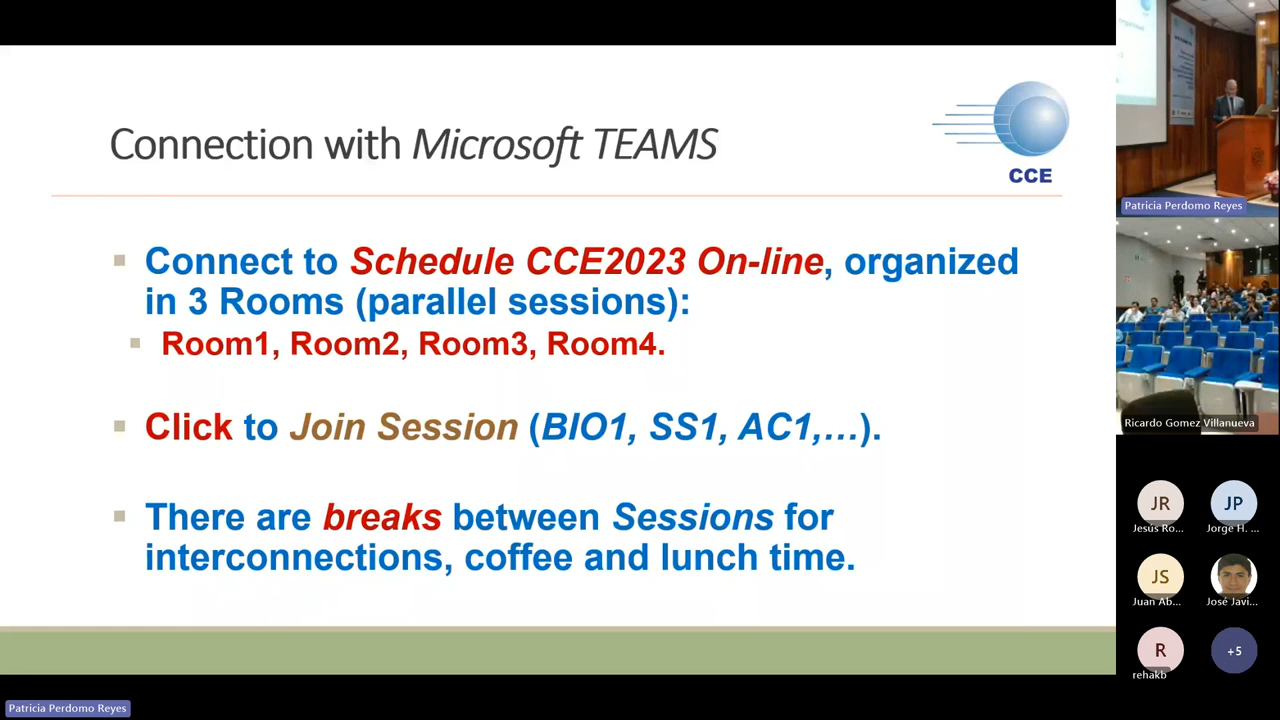 Connection with Microsoft TEAMS
CCE
Connect to Schedule CCE2023 On-line, organized
in 3 Rooms (parallel sessions):
Room1, Room2, Room3, Room4.
Click to Join Session (BIO1, SS1, AC1,...).
There are breaks between Sessions for
interconnections, coffee and lunch time.
Patricia Perdomo Reyes
Ricardo Gomez Villanueva
JR
JP
Jesús Ro...
Jorge H. ...
JS
Juan Ab...
José Javi...
R
+5
rehakb
Patricia Perdomo Reyes